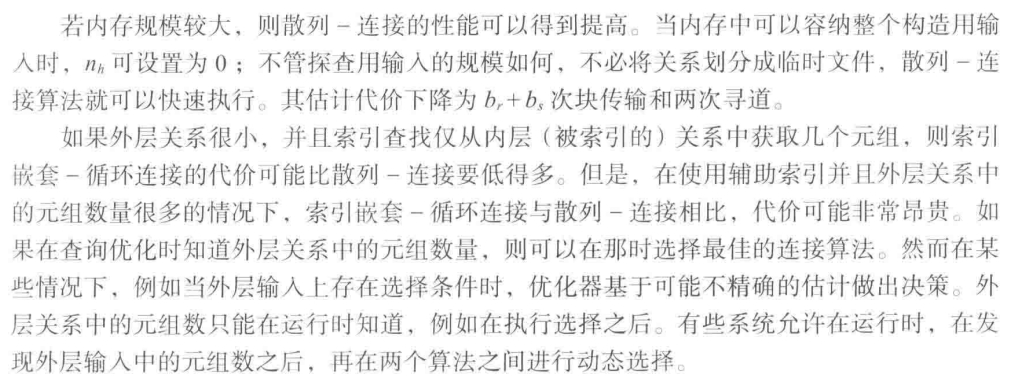 若内存规模较大，则散列－连接的性能可以得到提高。当内存中可以容纳整个构造用输
入时，nh 可设置为 0；不管探查用输入的规模如何，不必将关系划分成临时文件，散列－连
接算法就可以快速执行。其估计代价下降为 br+bs 次块传输和两次寻道。
如果外层关系很小，并且索引查找仅从内层（被索引的）关系中获取几个元组，则索引
嵌套－循环连接的代价可能比散列－连接要低得多。但是，在使用辅助索引并且外层关系中
的元组数量很多的情况下，索引嵌套－循环连接与散列－连接相比，代价可能非常昂贵。如
果在查询优化时知道外层关系中的元组数量，则可以在那时选择最佳的连接算法。然而在某
些情况下，例如当外层输入上存在选择条件时，优化器基于可能不精确的估计做出决策。外
层关系中的元组数只能在运行时知道，例如在执行选择之后。有些系统允许在运行时，在发
现外层输入中的元组数之后，再在两个算法之间进行动态选择。